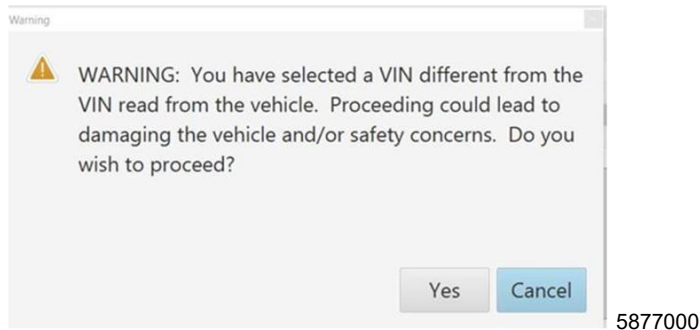 Warning
WARNING: You have selected a VIN different from the
VIN read from the vehicle. Proceeding could lead to
damaging the vehicle and/or safety concerns. Do you
wish to proceed?
Yes Cancel
5877000